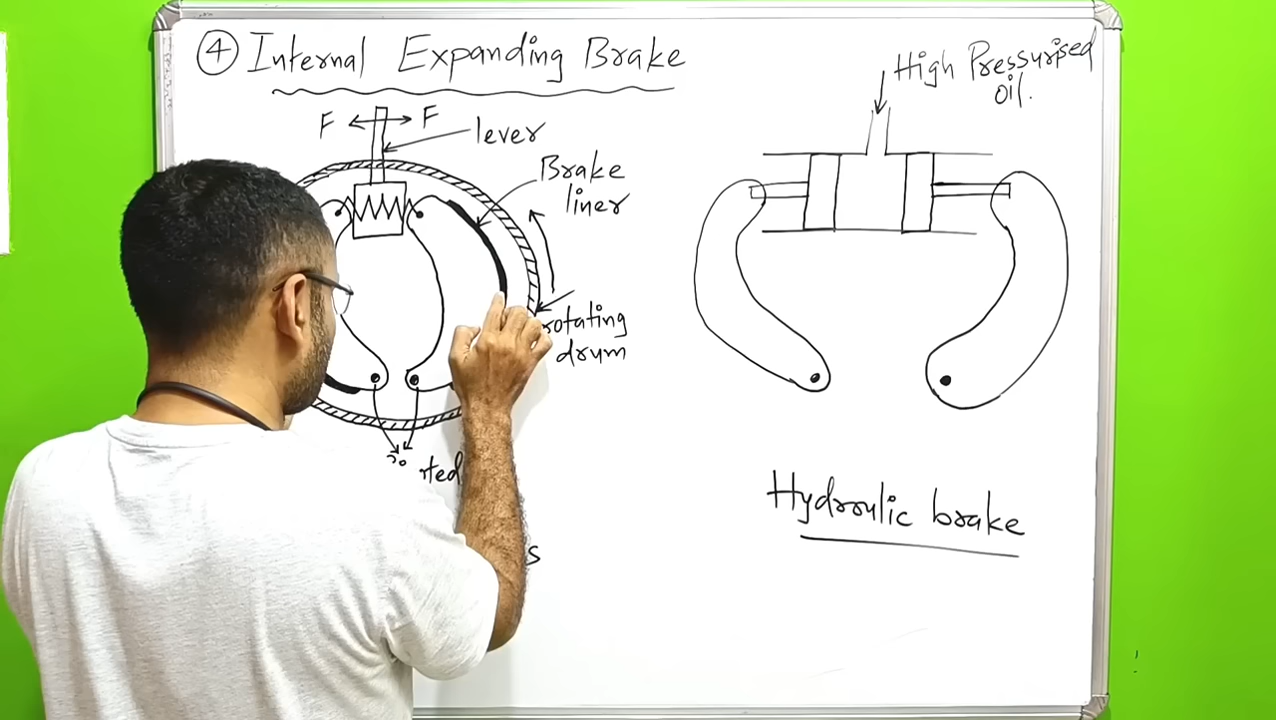 ④ Internal Expanding Brake
F F
lever
Brake
liner
rotating
drum
High Pressurised
oil.
Hydraulic brake